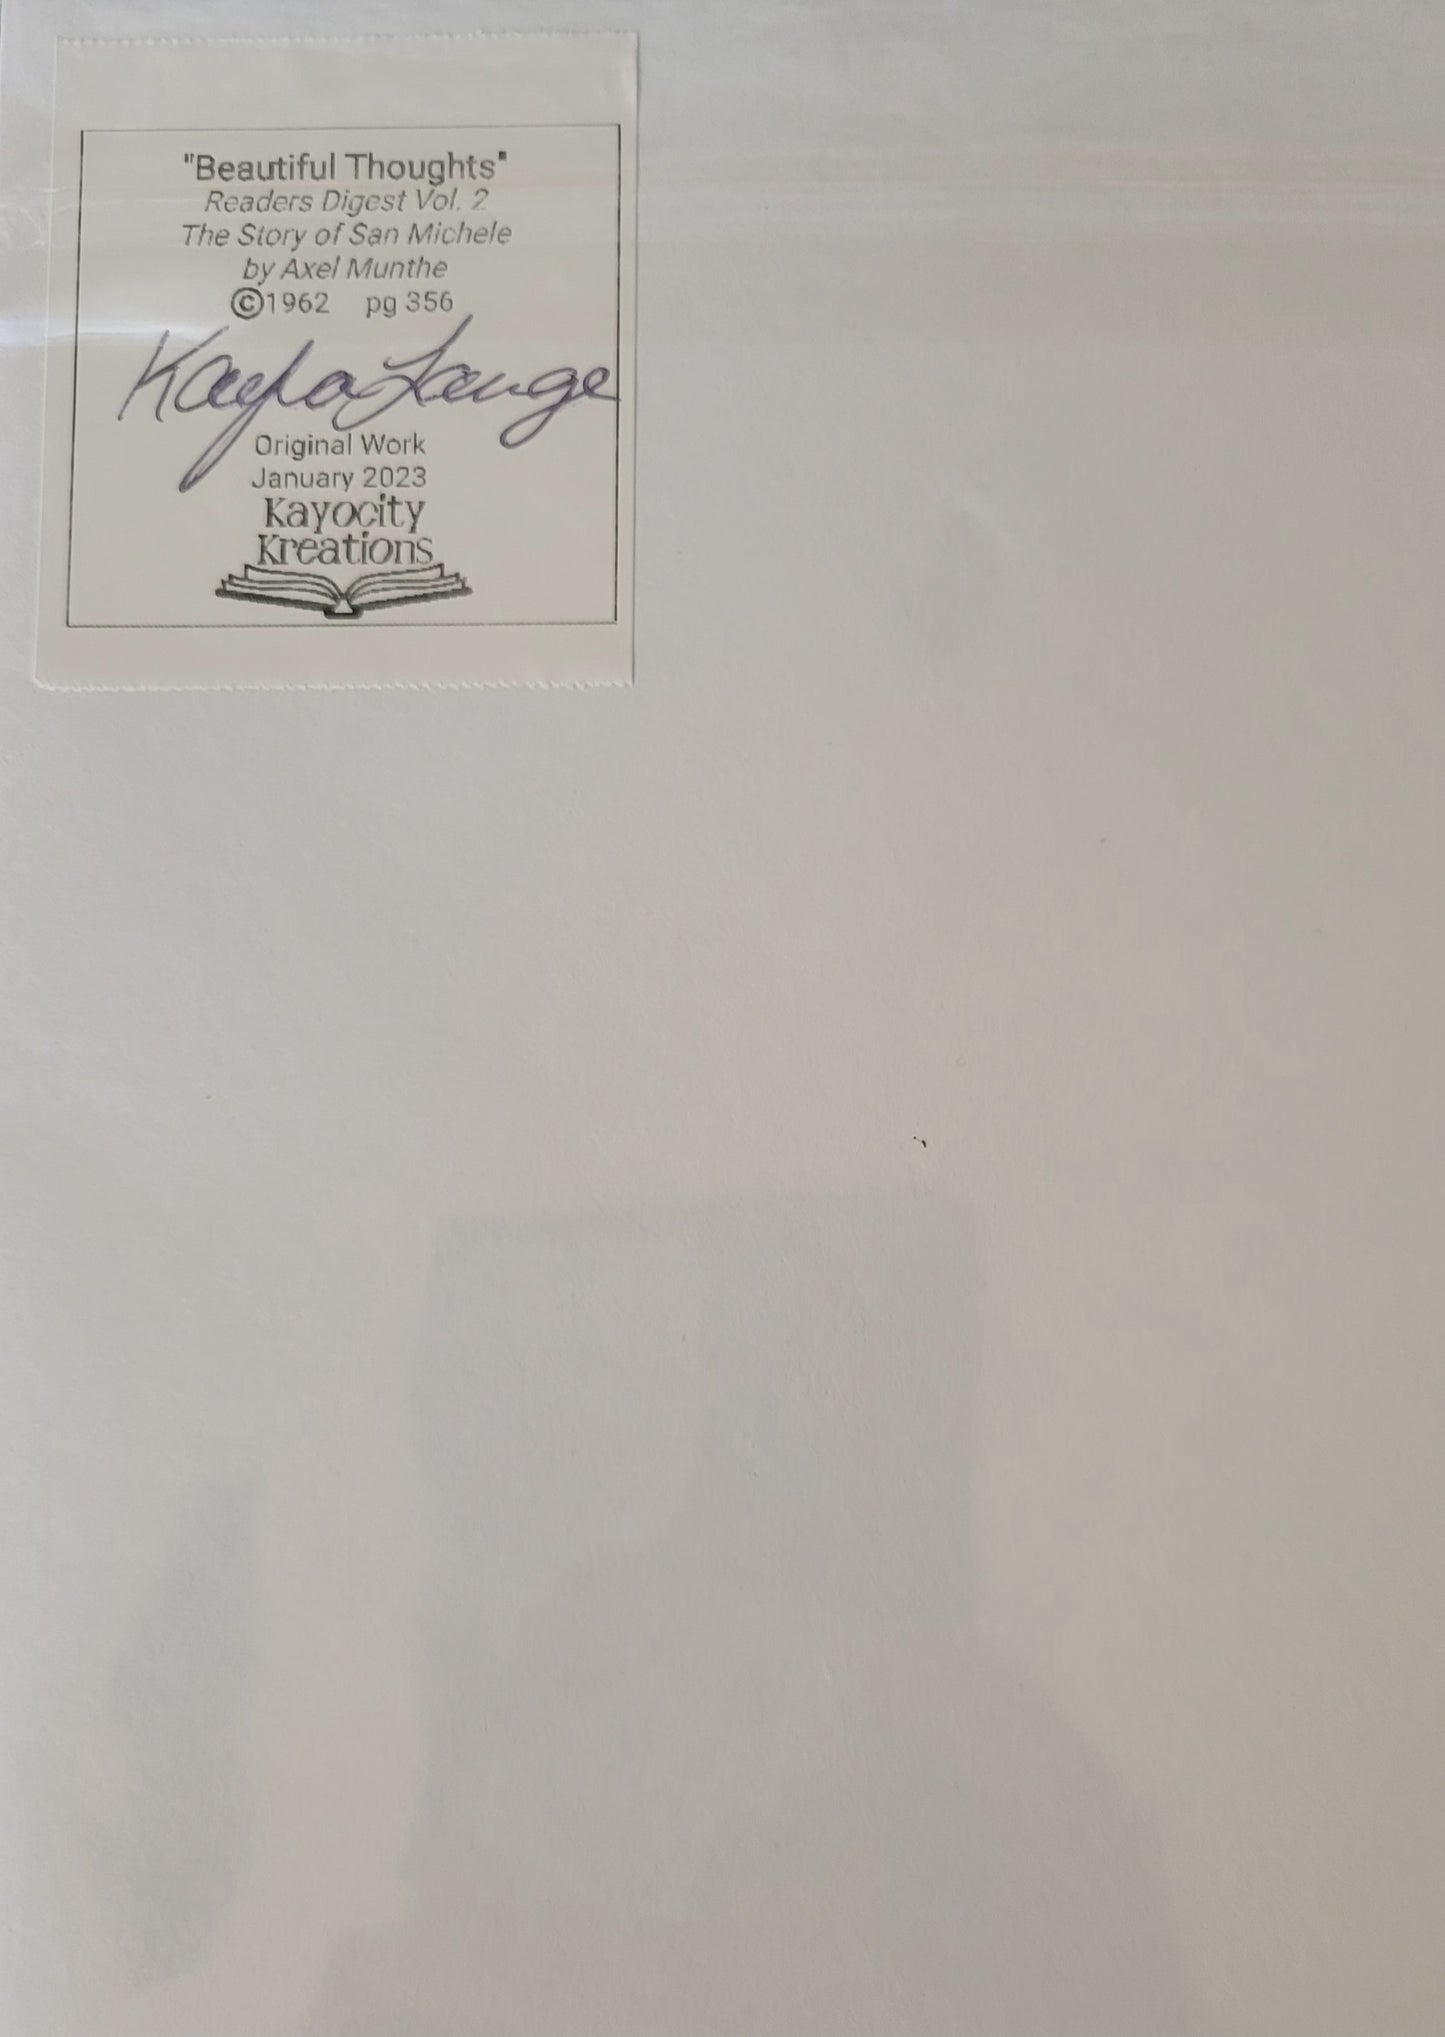 "Beautiful Thoughts"
Readers Digest Vol. 2
The Story of San Michele
by Axel Munthe
©1962 pg 356
Kayla Lange
Original Work
January 2023
Kayocity
Kreations